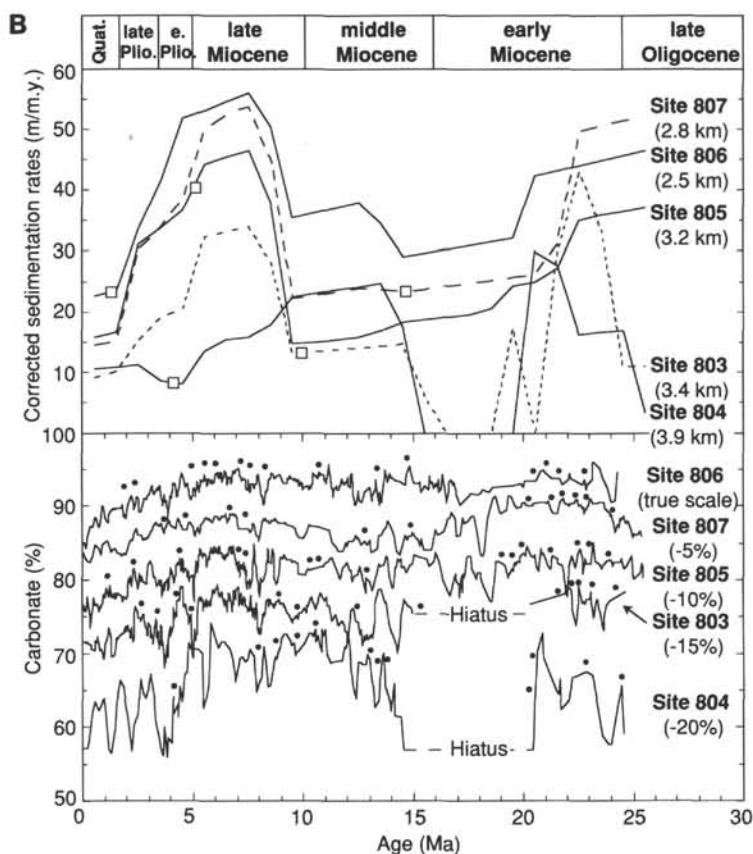 B
Quat.
late Plio.
e. Plio.
late Miocene
middle Miocene
early Miocene
late Oligocene
Corrected sedimentation rates (m/m.y.)
60
50
40
30
20
10
100
Site 807
(2.8 km)
Site 806
(2.5 km)
Site 805
(3.2 km)
Site 803
(3.4 km)
Site 804
(3.9 km)
Carbonate (%)
90
80
70
60
50
Site 806
(true scale)
Site 807
(-5%)
Site 805
(-10%)
Site 803
(-15%)
Site 804
(-20%)
Hiatus
Hiatus
0
5
10
15
20
25
30
Age (Ma)